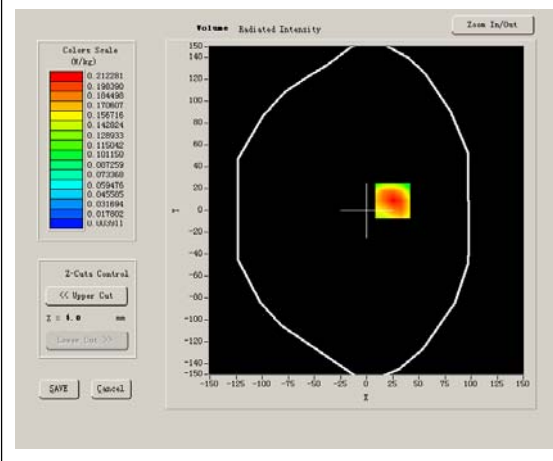 Volume Radiated Intensity
Zoom In/Out
Colors Scale
(W/kg)
0.212281
0.198390
0.184498
0.170607
0.156716
0.142824
0.128933
0.115042
0.101150
0.087259
0.073368
0.059476
0.045585
0.031694
0.017802
0.003911
Z-Cuts Control
<< Upper Cut
Z = 4.0 mm
Lower Cut >>
SAVE
Cancel
150
140
120
100
80
60
40
20
0
-20
-40
-60
-80
-100
-120
-140
-150
Y
-150 -125 -100 -75 -50 -25 0 25 50 75 100 125 150
X